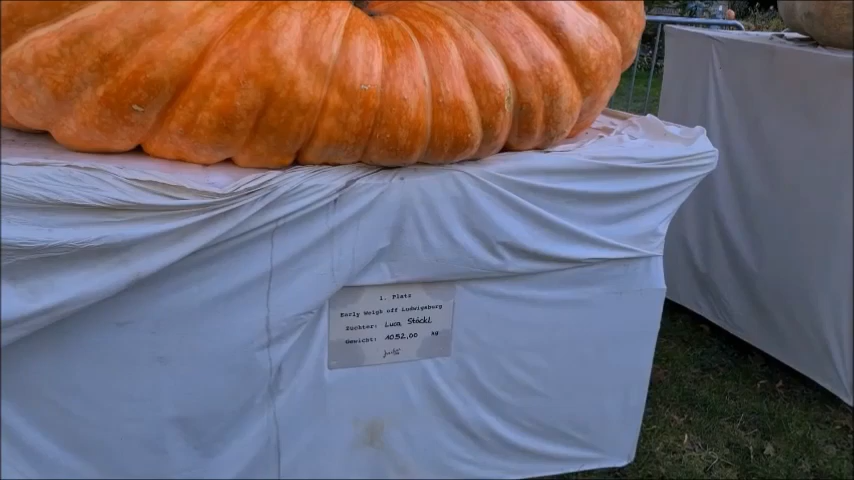 1. Platz
Early Weigh off Ludwigsburg
Züchter: Luca Stöckl
Gewicht: 1052,00 kg